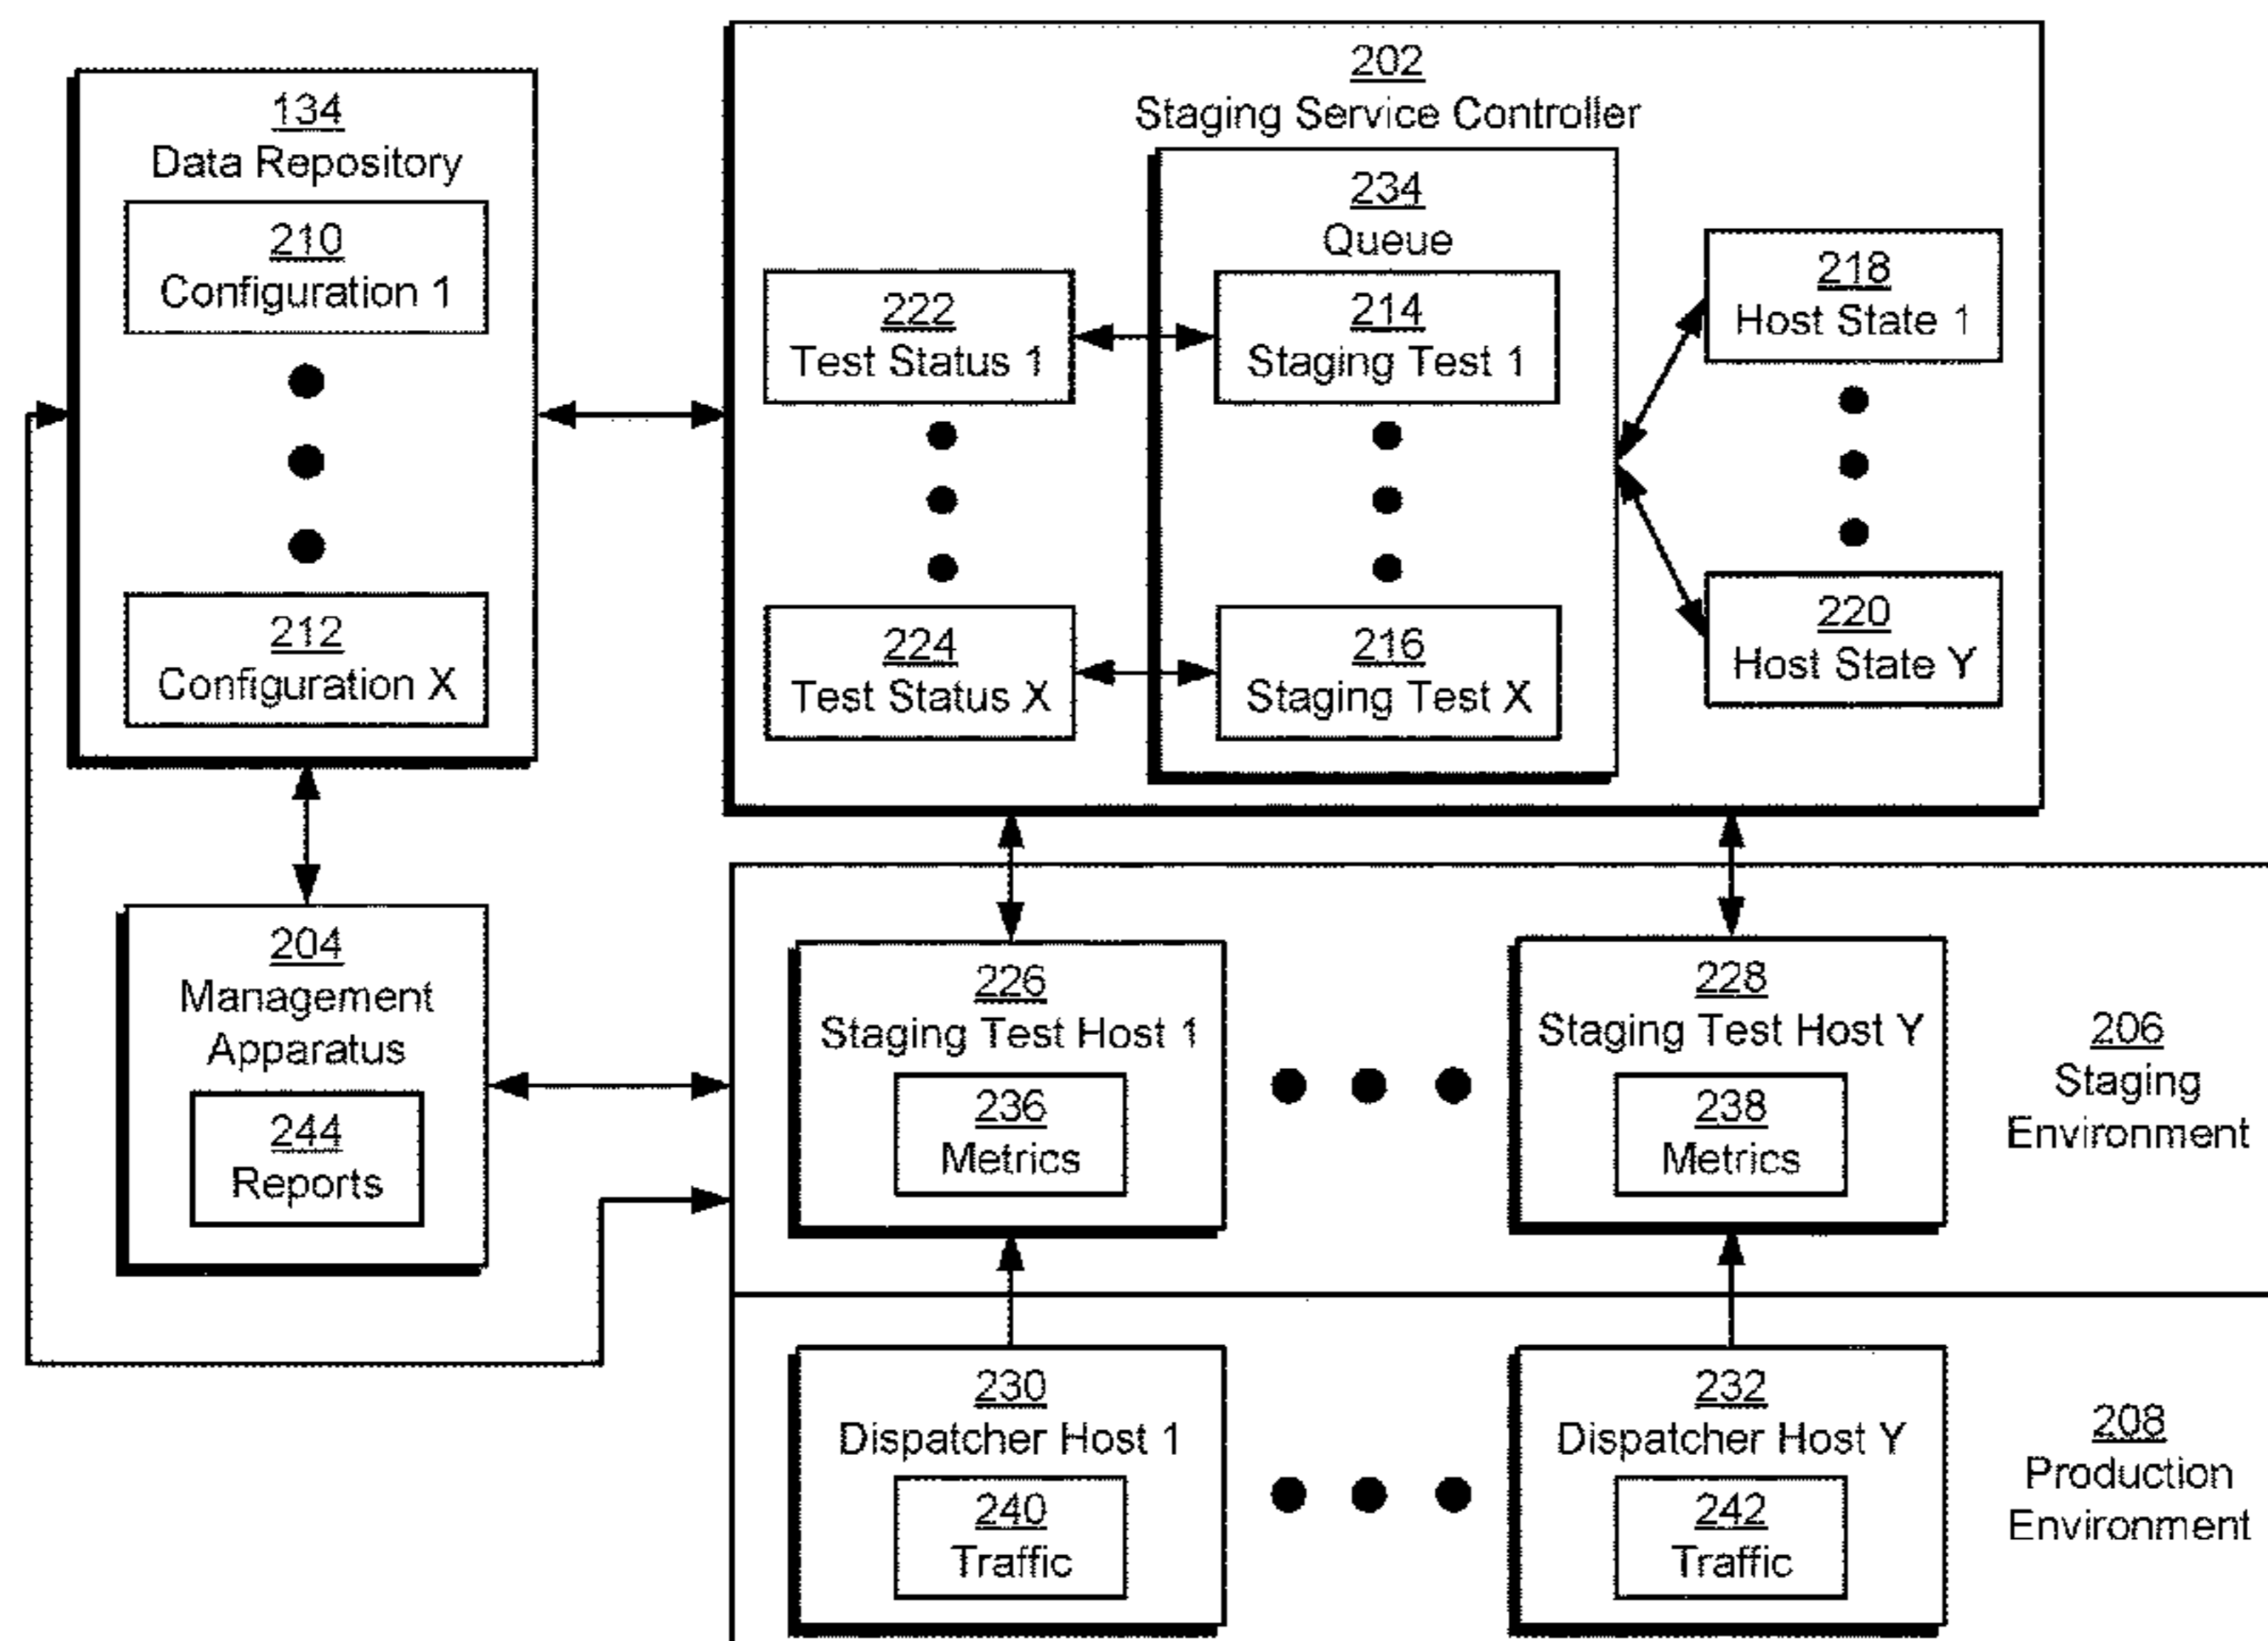 134
Data Repository
210
Configuration 1
212
Configuration X
202
Staging Service Controller
234
Queue
222
Test Status 1
214
Staging Test 1
218
Host State 1
224
Test Status X
216
Staging Test X
220
Host State Y
204
Management
Apparatus
244
Reports
226
Staging Test Host 1
236
Metrics
228
Staging Test Host Y
238
Metrics
206
Staging
Environment
230
Dispatcher Host 1
240
Traffic
232
Dispatcher Host Y
242
Traffic
208
Production
Environment